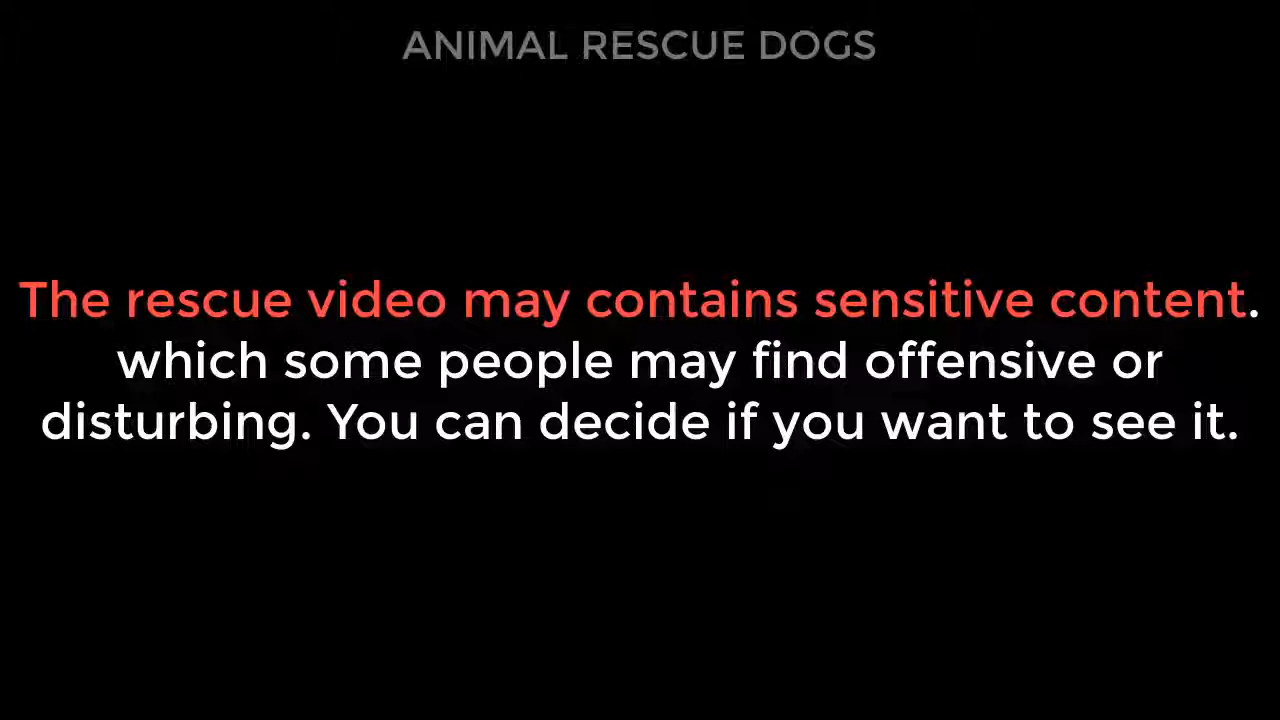 ANIMAL RESCUE DOGS
The rescue video may contains sensitive content.
which some people may find offensive or
disturbing. You can decide if you want to see it.